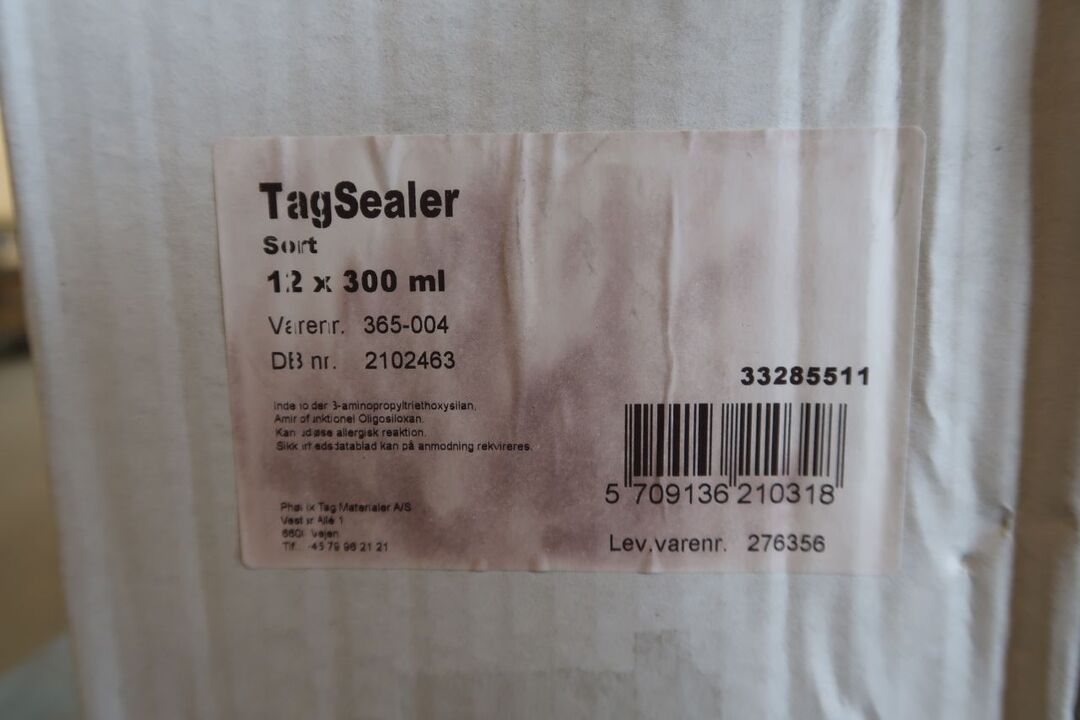 TagSealer
Sort
12 x 300 ml
Varenr. 365-004
DB nr. 2102463
33285511
Indeholder 3-aminopropyltriethoxysilan,
Aminofunktionel Oligosiloxan.
Kan udløse allergisk reaktion.
Sikkerhedsdatablad kan på anmodning rekvireres.
5 709136 210318
Phønix Tag Materialer A/S
Vester Allé 1
6600 Vejen
Tlf.: +45 79 96 21 21
Lev.varenr. 276356